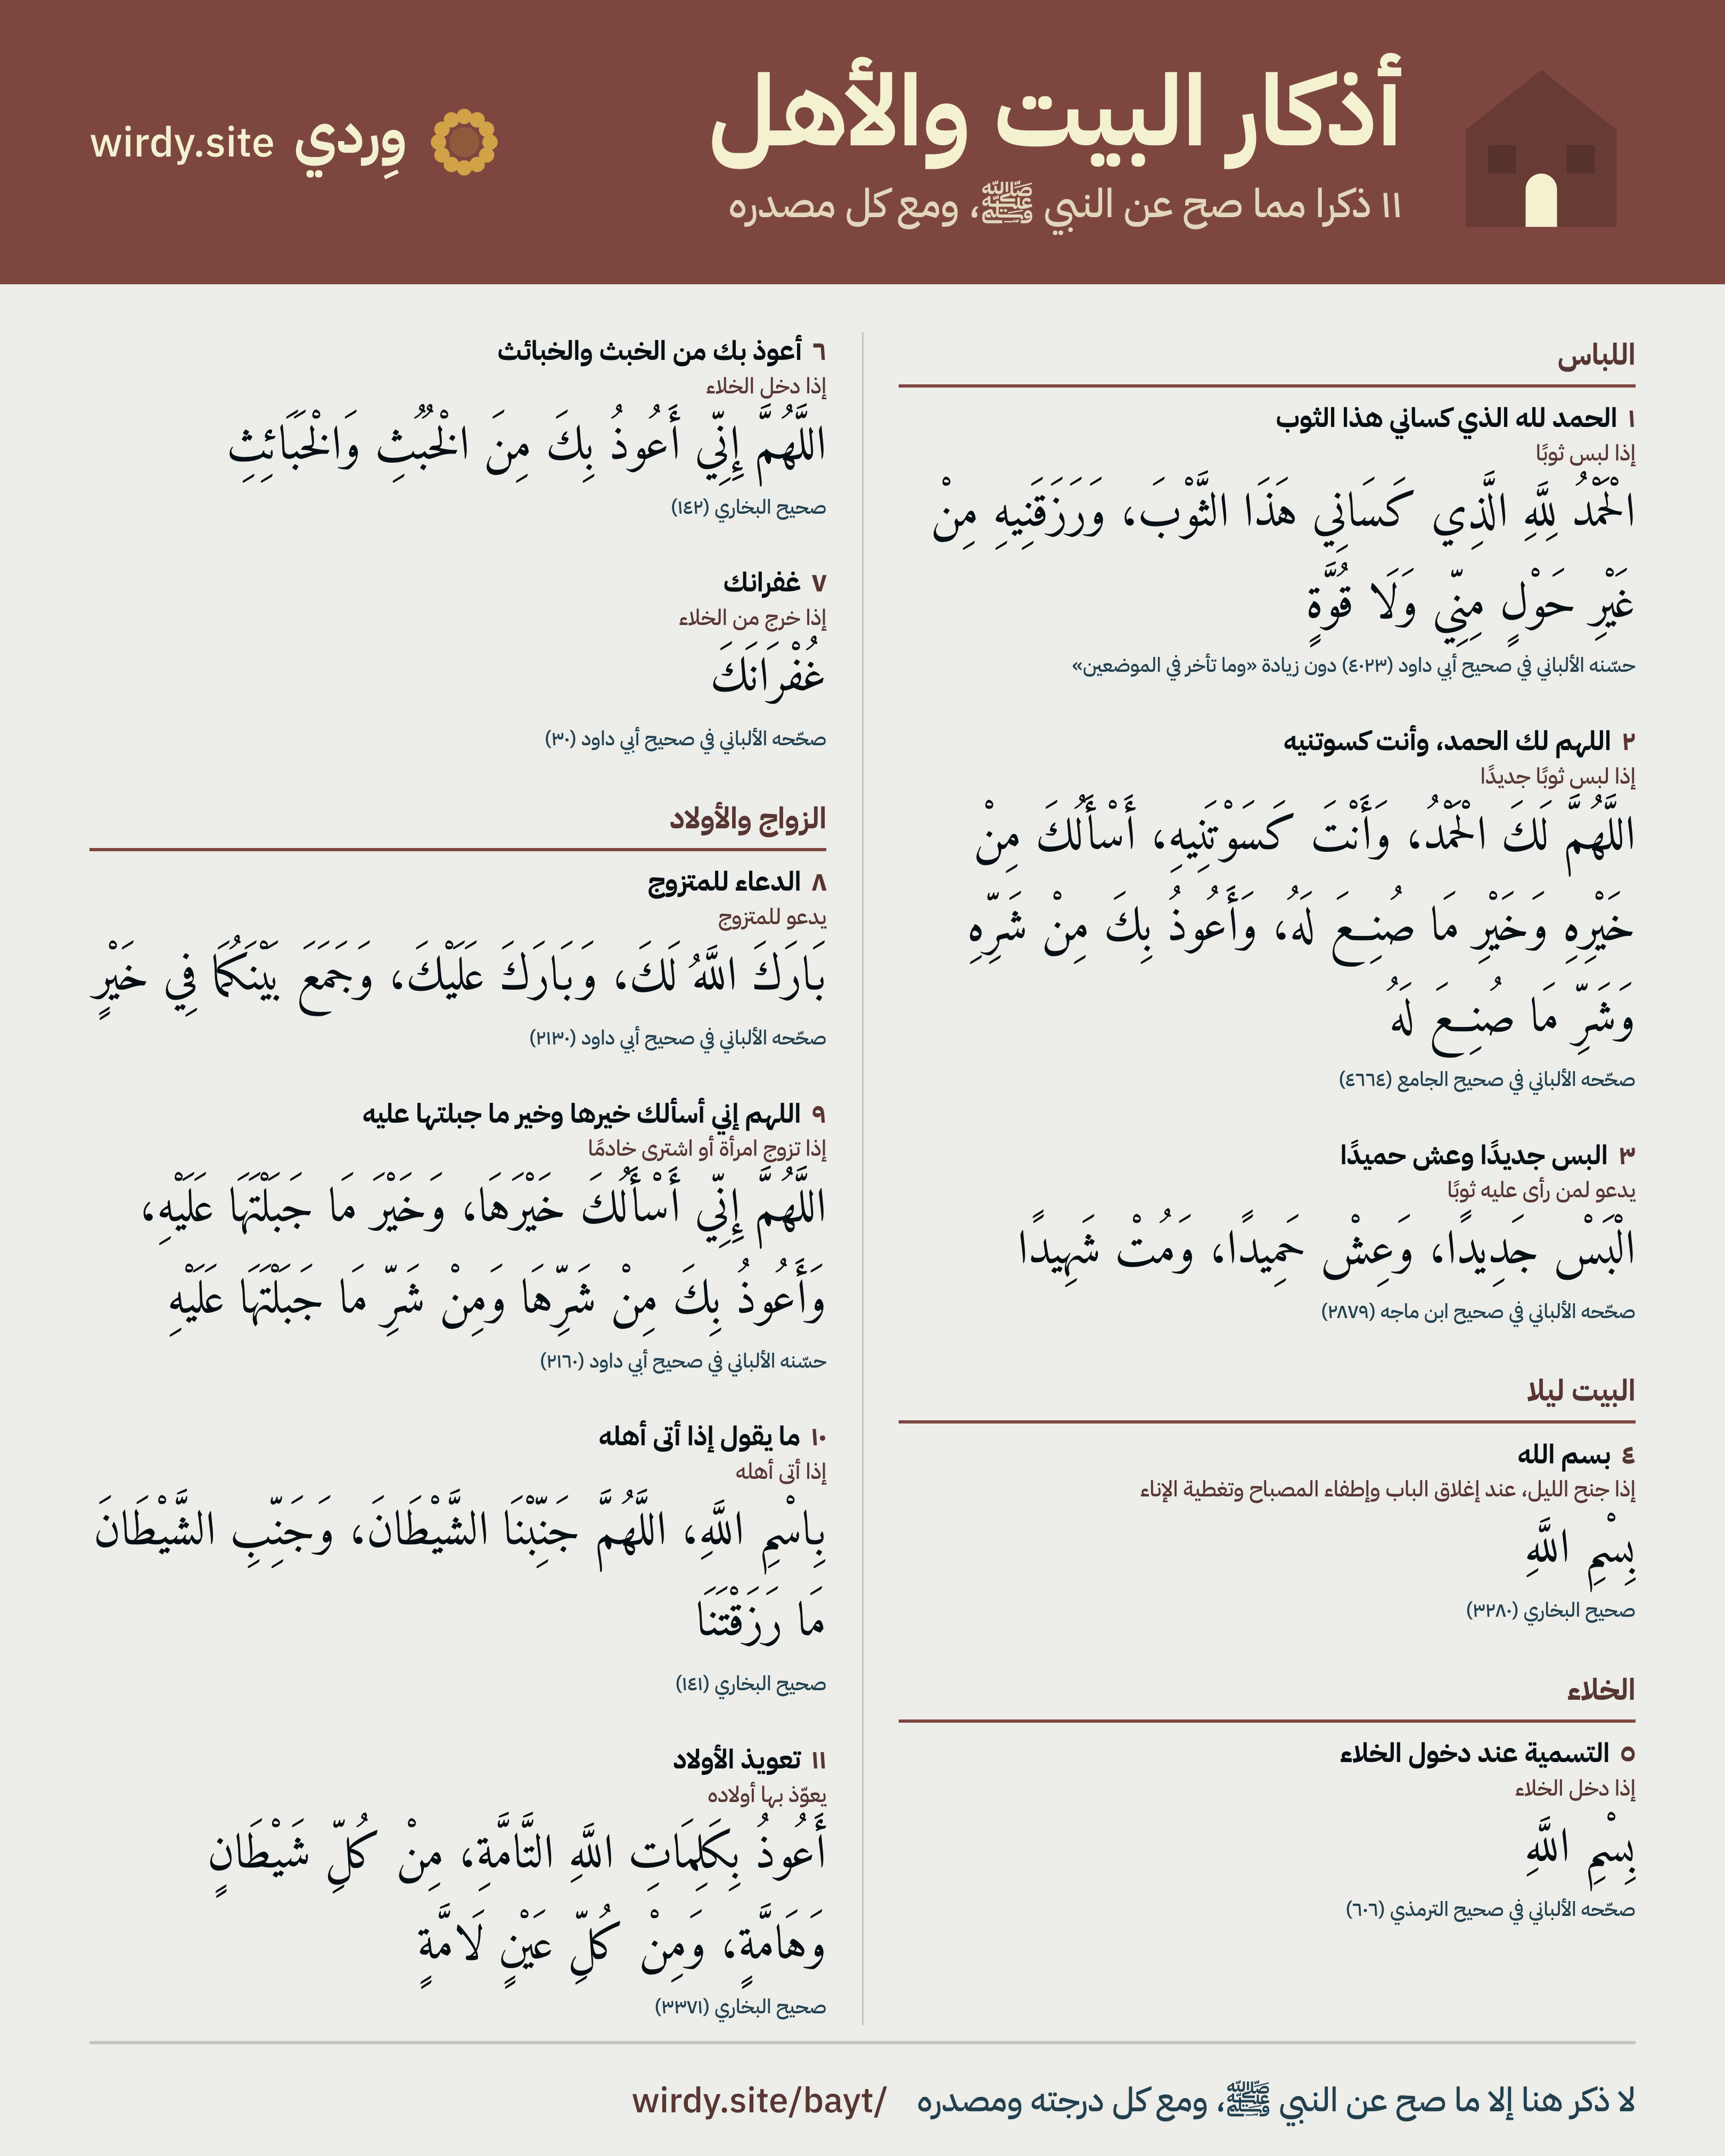 أذكار البيت والأهل
١١ ذكرا مما صح عن النبي ﷺ، ومع كل مصدره
وِردي wirdy.site
اللباس
١ الحمد لله الذي كساني هذا الثوب
إذا لبس ثوبًا
الْحَمْدُ لِلَّهِ الَّذِي كَسَانِي هَذَا الثَّوْبَ، وَرَزَقَنِيهِ مِنْ
غَيْرِ حَوْلٍ مِنِّي وَلَا قُوَّةٍ
حسّنه الألباني في صحيح أبي داود (٤٠٢٣) دون زيادة «وما تأخر في الموضعين»
٢ اللهم لك الحمد، وأنت كسوتنيه
إذا لبس ثوبًا جديدًا
اللَّهُمَّ لَكَ الْحَمْدُ، وَأَنْتَ كَسَوْتَنِيهِ، أَسْأَلُكَ مِنْ
خَيْرِهِ وَخَيْرِ مَا صُنِعَ لَهُ، وَأَعُوذُ بِكَ مِنْ شَرِّهِ
وَشَرِّ مَا صُنِعَ لَهُ
صحّحه الألباني في صحيح الجامع (٤٦٦٤)
٣ البس جديدًا وعش حميدًا
يدعو لمن رأى عليه ثوبًا
الْبَسْ جَدِيدًا، وَعِشْ حَمِيدًا، وَمُتْ شَهِيدًا
صحّحه الألباني في صحيح ابن ماجه (٢٨٧٩)
البيت ليلا
٤ بسم الله
إذا جنح الليل، عند إغلاق الباب وإطفاء المصباح وتغطية الإناء
بِسْمِ اللَّهِ
صحيح البخاري (٣٢٨٠)
الخلاء
٥ التسمية عند دخول الخلاء
إذا دخل الخلاء
بِسْمِ اللَّهِ
صحّحه الألباني في صحيح الترمذي (٦٠٦)
٦ أعوذ بك من الخبث والخبائث
إذا دخل الخلاء
اللَّهُمَّ إِنِّي أَعُوذُ بِكَ مِنَ الْخُبُثِ وَالْخَبَائِثِ
صحيح البخاري (١٤٢)
٧ غفرانك
إذا خرج من الخلاء
غُفْرَانَكَ
صحّحه الألباني في صحيح أبي داود (٣٠)
الزواج والأولاد
٨ الدعاء للمتزوج
يدعو للمتزوج
بَارَكَ اللَّهُ لَكَ، وَبَارَكَ عَلَيْكَ، وَجَمَعَ بَيْنَكُمَا فِي خَيْرٍ
صحّحه الألباني في صحيح أبي داود (٢١٣٠)
٩ اللهم إني أسألك خيرها وخير ما جبلتها عليه
إذا تزوج امرأة أو اشترى خادمًا
اللَّهُمَّ إِنِّي أَسْأَلُكَ خَيْرَهَا، وَخَيْرَ مَا جَبَلْتَهَا عَلَيْهِ،
وَأَعُوذُ بِكَ مِنْ شَرِّهَا وَمِنْ شَرِّ مَا جَبَلْتَهَا عَلَيْهِ
حسّنه الألباني في صحيح أبي داود (٢١٦٠)
١٠ ما يقول إذا أتى أهله
إذا أتى أهله
بِاسْمِ اللَّهِ، اللَّهُمَّ جَنِّبْنَا الشَّيْطَانَ، وَجَنِّبِ الشَّيْطَانَ
مَا رَزَقْتَنَا
صحيح البخاري (١٤١)
١١ تعويذ الأولاد
يعوّذ بها أولاده
أَعُوذُ بِكَلِمَاتِ اللَّهِ التَّامَّةِ، مِنْ كُلِّ شَيْطَانٍ
وَهَامَّةٍ، وَمِنْ كُلِّ عَيْنٍ لَامَّةٍ
صحيح البخاري (٣٣٧١)
لا ذكر هنا إلا ما صح عن النبي ﷺ، ومع كل درجته ومصدره wirdy.site/bayt/